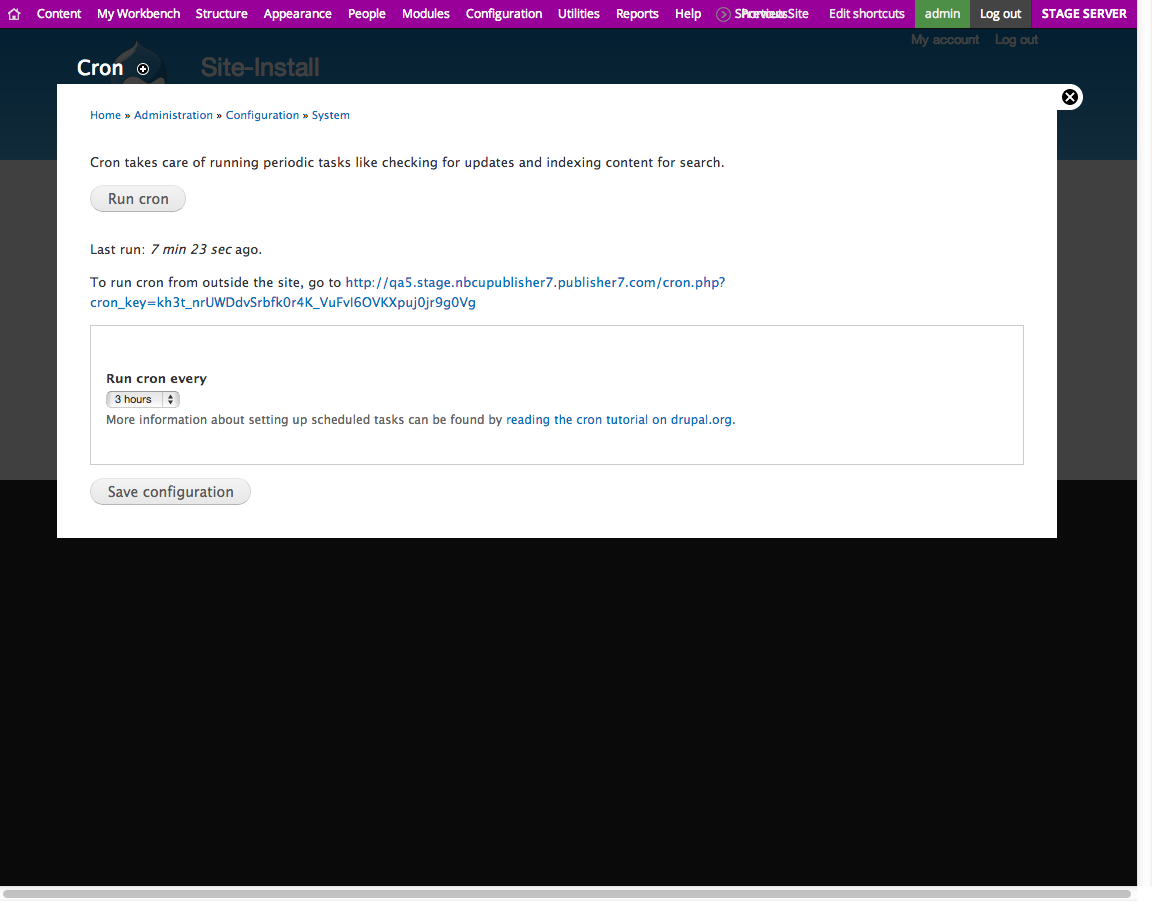 Content My Workbench Structure Appearance People Modules Configuration Utilities Reports Help Site Edit shortcuts admin Log out STAGE SERVER
My account Log out
Cron Site-Install
Home » Administration » Configuration » System
Cron takes care of running periodic tasks like checking for updates and indexing content for search.
Run cron
Last run: 7 min 23 sec ago.
To run cron from outside the site, go to http://qa5.stage.nbcupublisher7.publisher7.com/cron.php?
cron_key=kh3t_nrUWDdvSrbfk0r4K_VuFvI6OVKXpuj0jr9g0Vg
Run cron every
3 hours
More information about setting up scheduled tasks can be found by reading the cron tutorial on drupal.org.
Save configuration